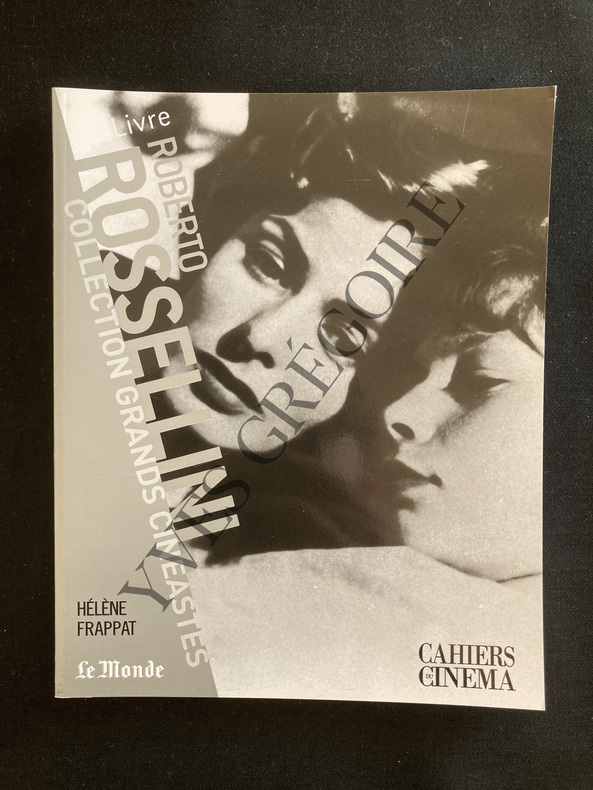 Livre
ROBERTO
ROSSELLINI
COLLECTION GRANDS CINÉASTES
YVES GRÉGOIRE
HÉLÈNE
FRAPPAT
Le Monde
CAHIERS
DU
CINEMA